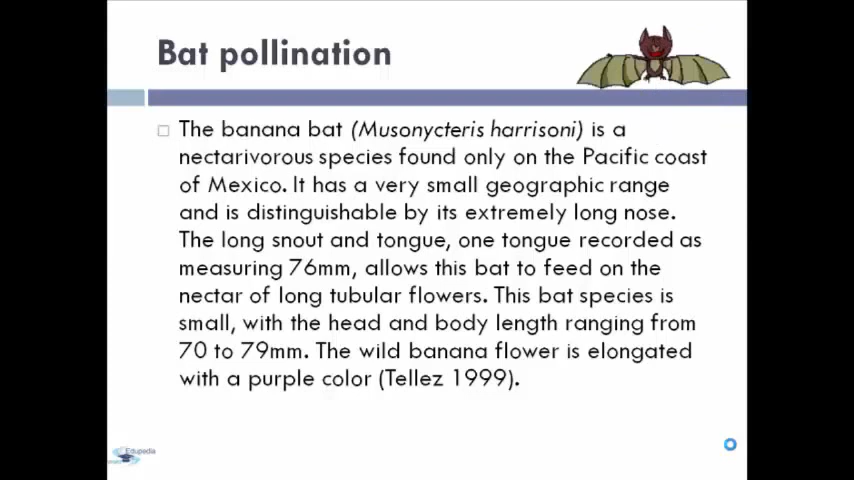 Bat pollination
The banana bat (Musonycteris harrisoni) is a
nectarivorous species found only on the Pacific coast
of Mexico. It has a very small geographic range
and is distinguishable by its extremely long nose.
The long snout and tongue, one tongue recorded as
measuring 76mm, allows this bat to feed on the
nectar of long tubular flowers. This bat species is
small, with the head and body length ranging from
70 to 79mm. The wild banana flower is elongated
with a purple color (Tellez 1999).
Edupedia